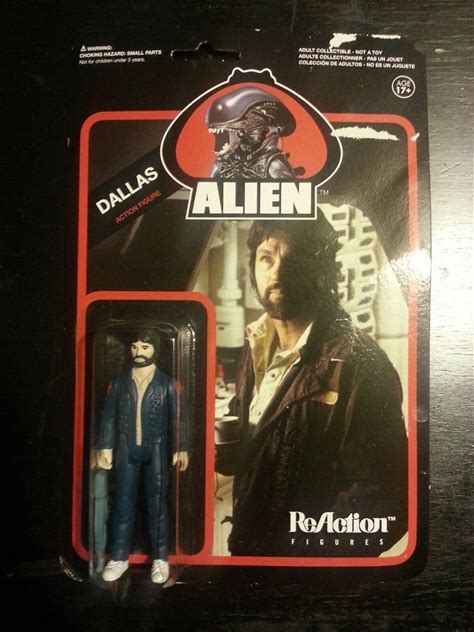 WARNING:
CHOKING HAZARD: SMALL PARTS
Not for children under 3 years.
ADULT COLLECTIBLE - NOT A TOY
ADULTE COLLECTIONNER - PAS UN JOUET
COLECCIÓN DE ADULTOS - NO ES UN JUGUETE
AGE
17+
DALLAS
ACTION FIGURE
ALIEN™
ReAction™
FIGURES